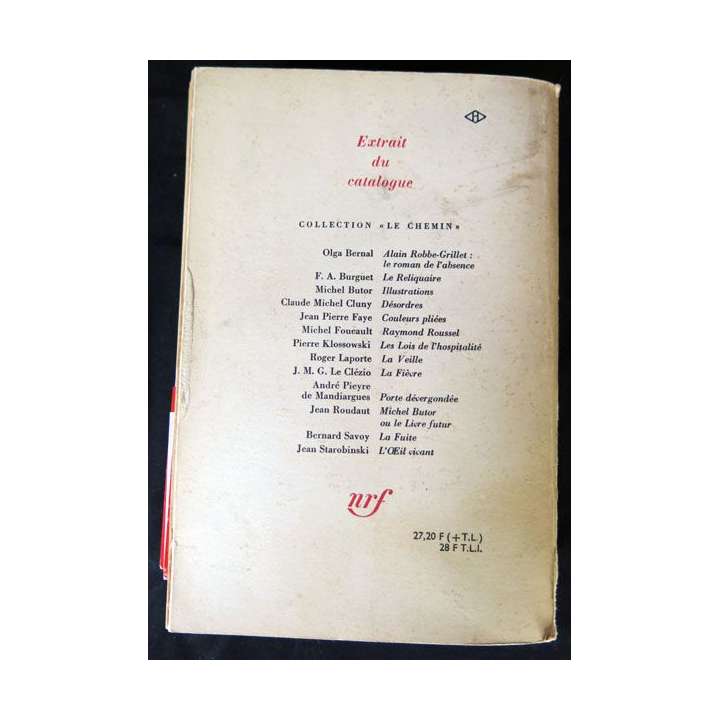 H
Extrait
du
catalogue
COLLECTION « LE CHEMIN »
Olga Bernal Alain Robbe-Grillet :
le roman de l'absence
F. A. Burguet Le Reliquaire
Michel Butor Illustrations
Claude Michel Cluny Désordres
Jean Pierre Faye Couleurs pliées
Michel Foucault Raymond Roussel
Pierre Klossowski Les Lois de l'hospitalité
Roger Laporte La Veille
J. M. G. Le Clézio La Fièvre
André Pieyre
de Mandiargues Porte dévergondée
Jean Roudaut Michel Butor
ou le Livre futur
Bernard Savoy La Fuite
Jean Starobinski L'Œil vivant
nrf
27,20 F (+T.L.)
28 F T.L.I.